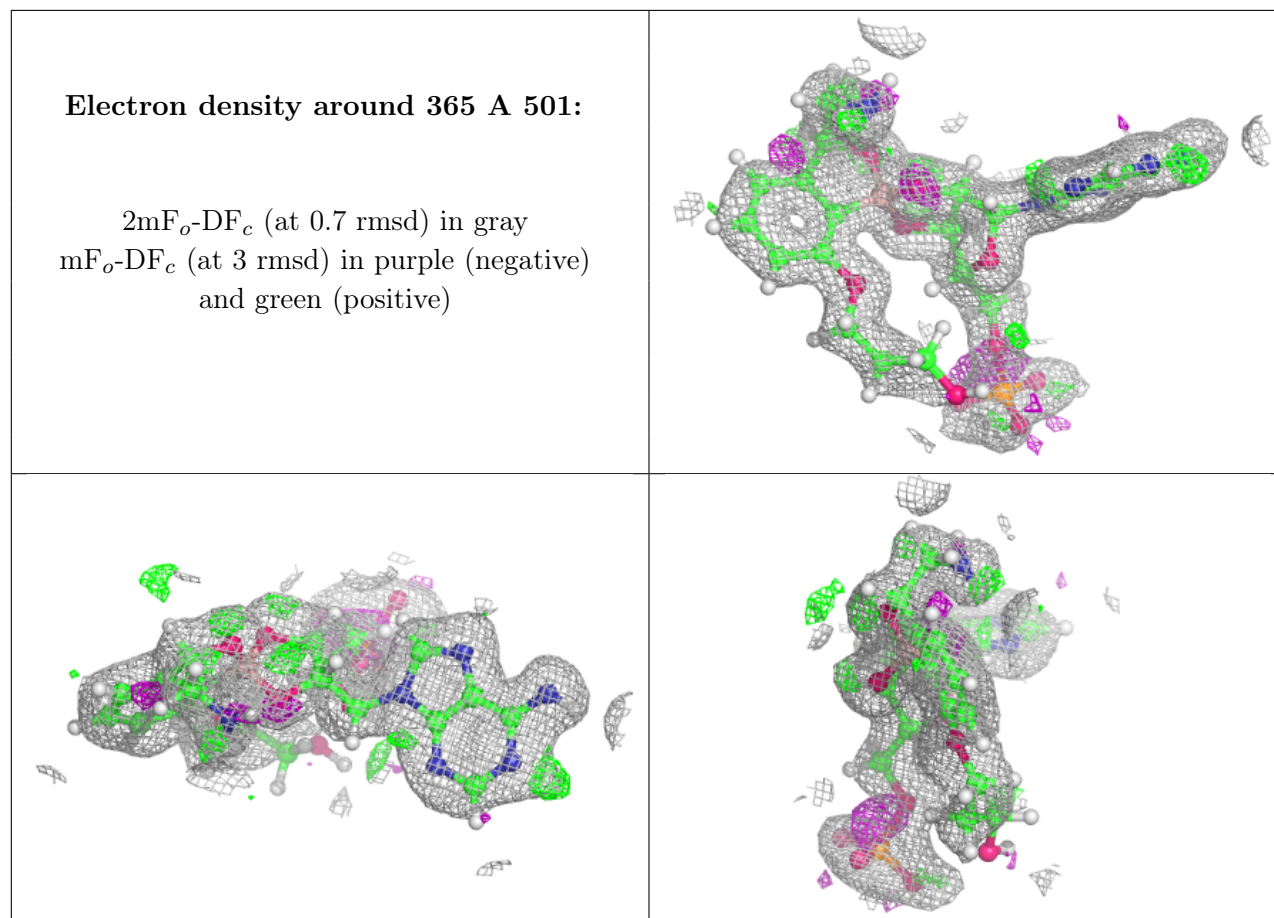 Electron density around 365 A 501:
2mFₒ-DF𝒸 (at 0.7 rmsd) in gray
mFₒ-DF𝒸 (at 3 rmsd) in purple (negative)
and green (positive)